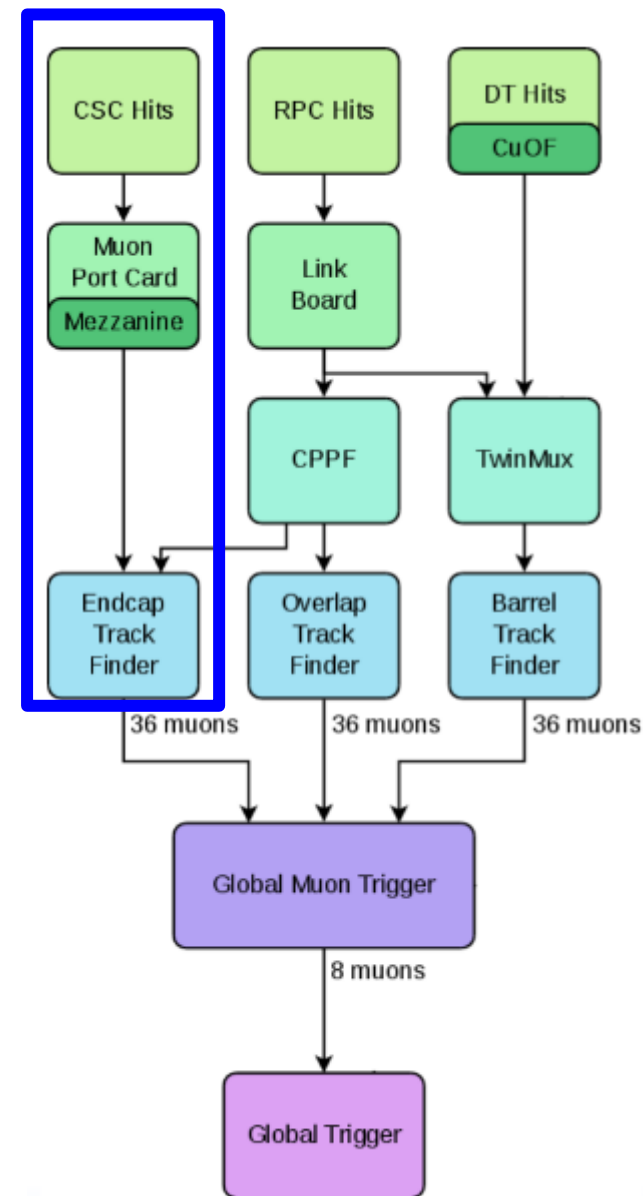 CSC Hits
RPC Hits
DT Hits
CuOF
Muon
Port Card
Mezzanine
Link
Board
CPPF
TwinMux
Endcap
Track
Finder
Overlap
Track
Finder
Barrel
Track
Finder
36 muons
36 muons
36 muons
Global Muon Trigger
8 muons
Global Trigger